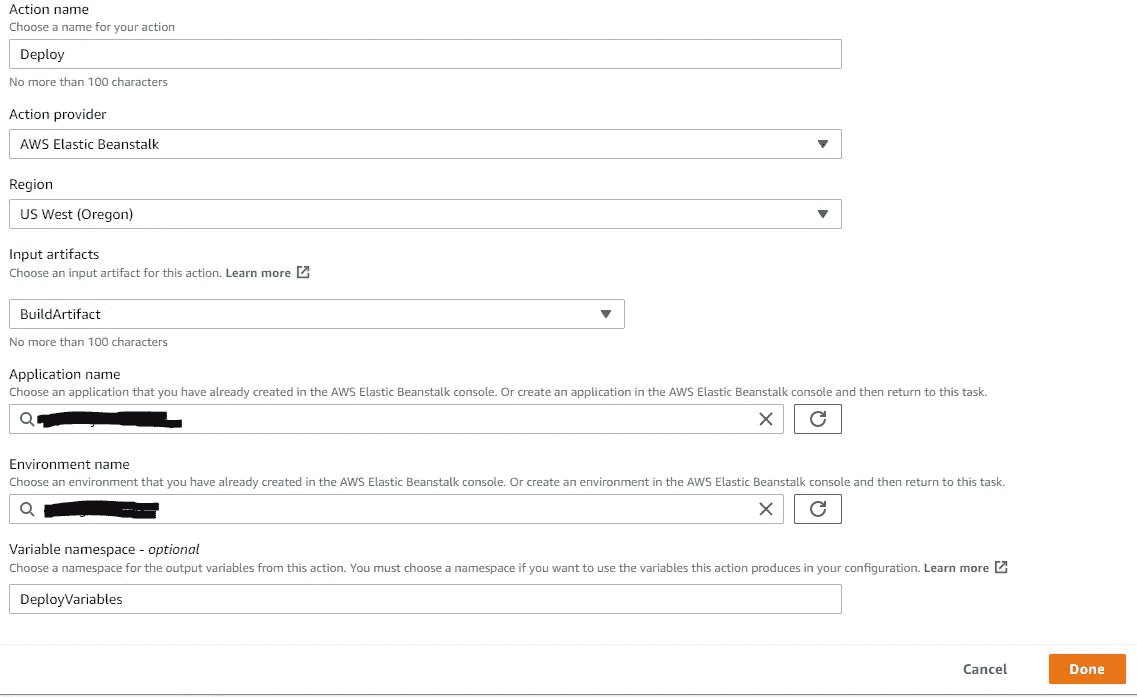 Action name
Choose a name for your action
Deploy
No more than 100 characters
Action provider
AWS Elastic Beanstalk
Region
US West (Oregon)
Input artifacts
Choose an input artifact for this action. Learn more
BuildArtifact
No more than 100 characters
Application name
Choose an application that you have already created in the AWS Elastic Beanstalk console. Or create an application in the AWS Elastic Beanstalk console and then return to this task.
Environment name
Choose an environment that you have already created in the AWS Elastic Beanstalk console. Or create an environment in the AWS Elastic Beanstalk console and then return to this task.
Variable namespace - optional
Choose a namespace for the output variables from this action. You must choose a namespace if you want to use the variables this action produces in your configuration. Learn more
DeployVariables
Cancel Done